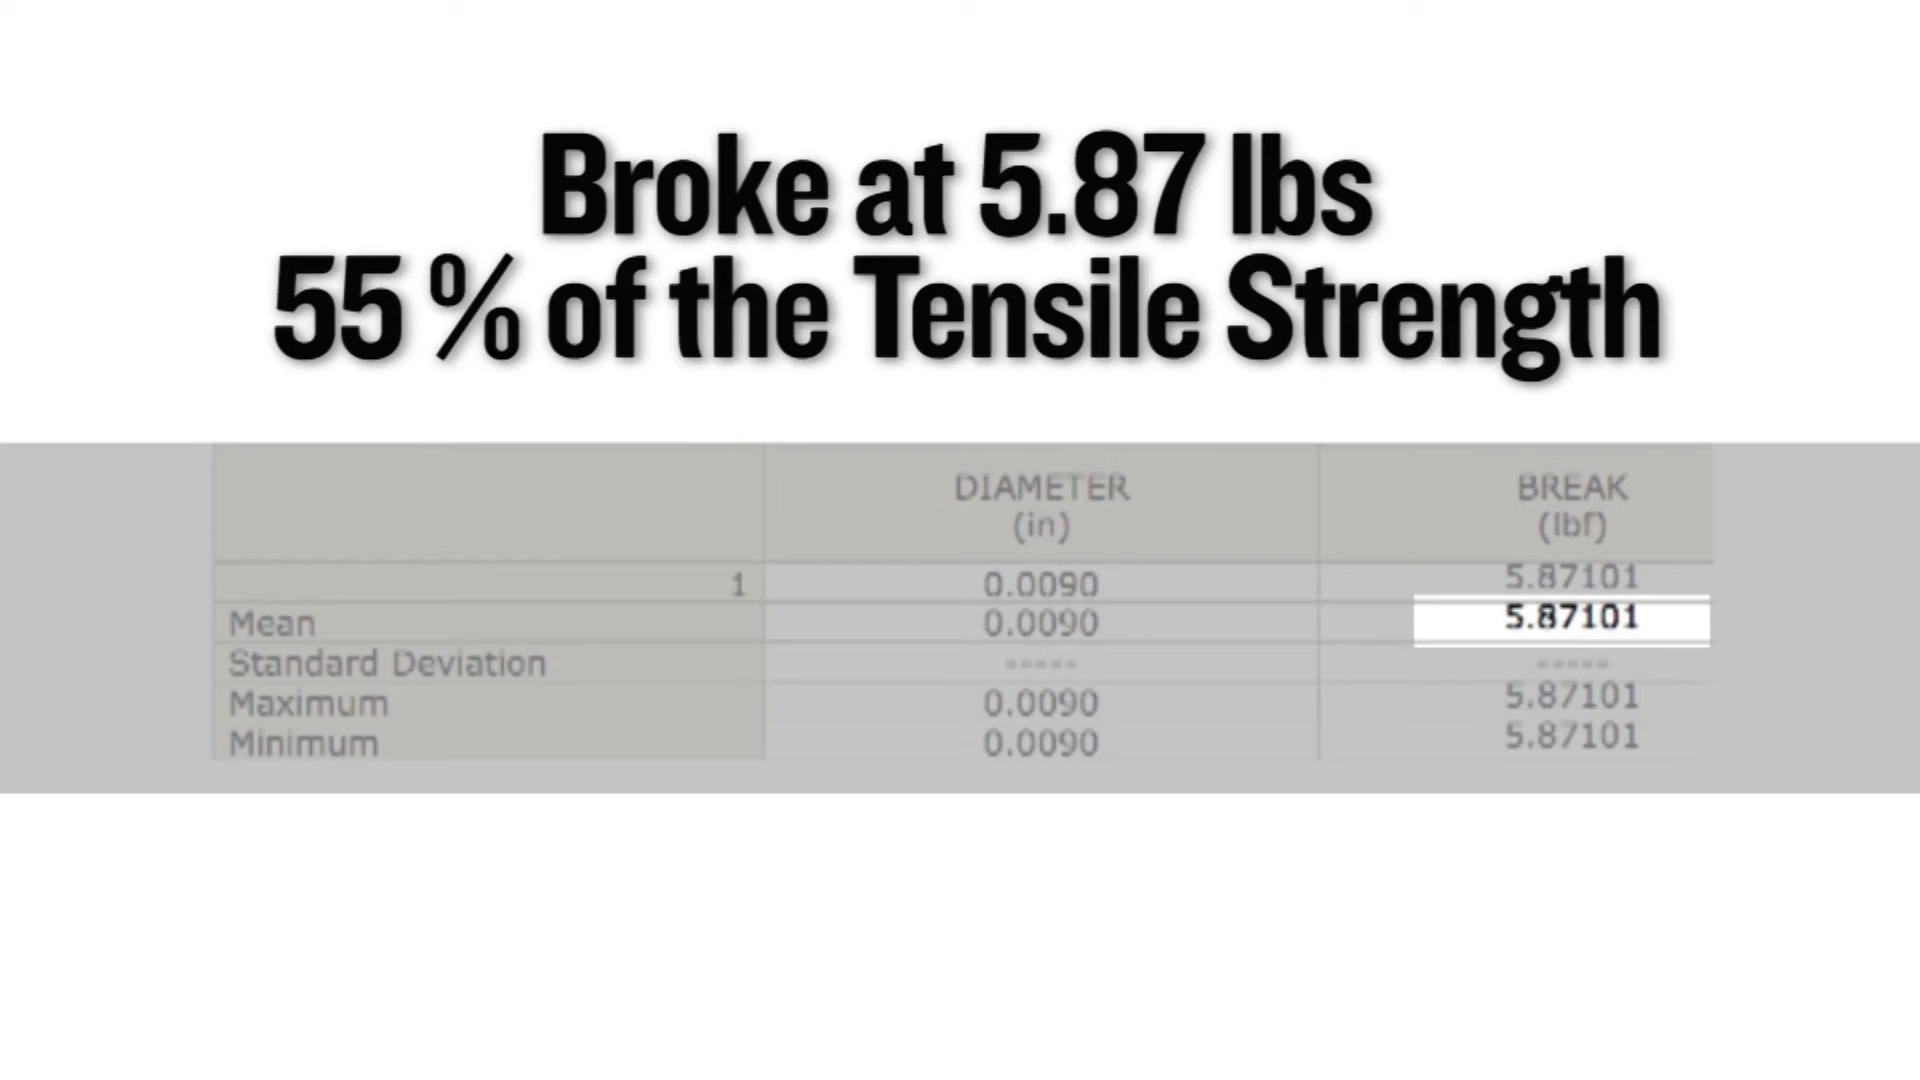 Broke at 5.87 lbs
55 % of the Tensile Strength
DIAMETER BREAK
(in) (lbf)
1 0.0090 5.87101
Mean 0.0090 5.87101
Standard Deviation ----- -----
Maximum 0.0090 5.87101
Minimum 0.0090 5.87101